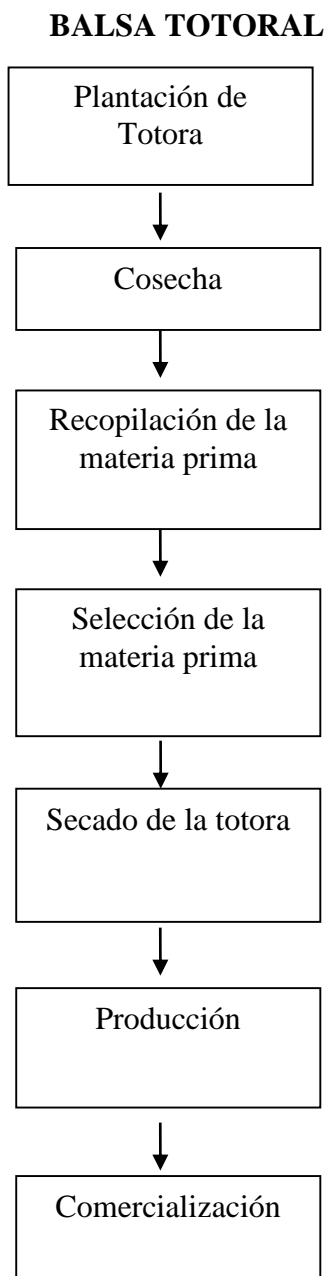 BALSA TOTORAL
Plantación de
Totora
Cosecha
Recopilación de la
materia prima
Selección de la
materia prima
Secado de la totora
Producción
Comercialización